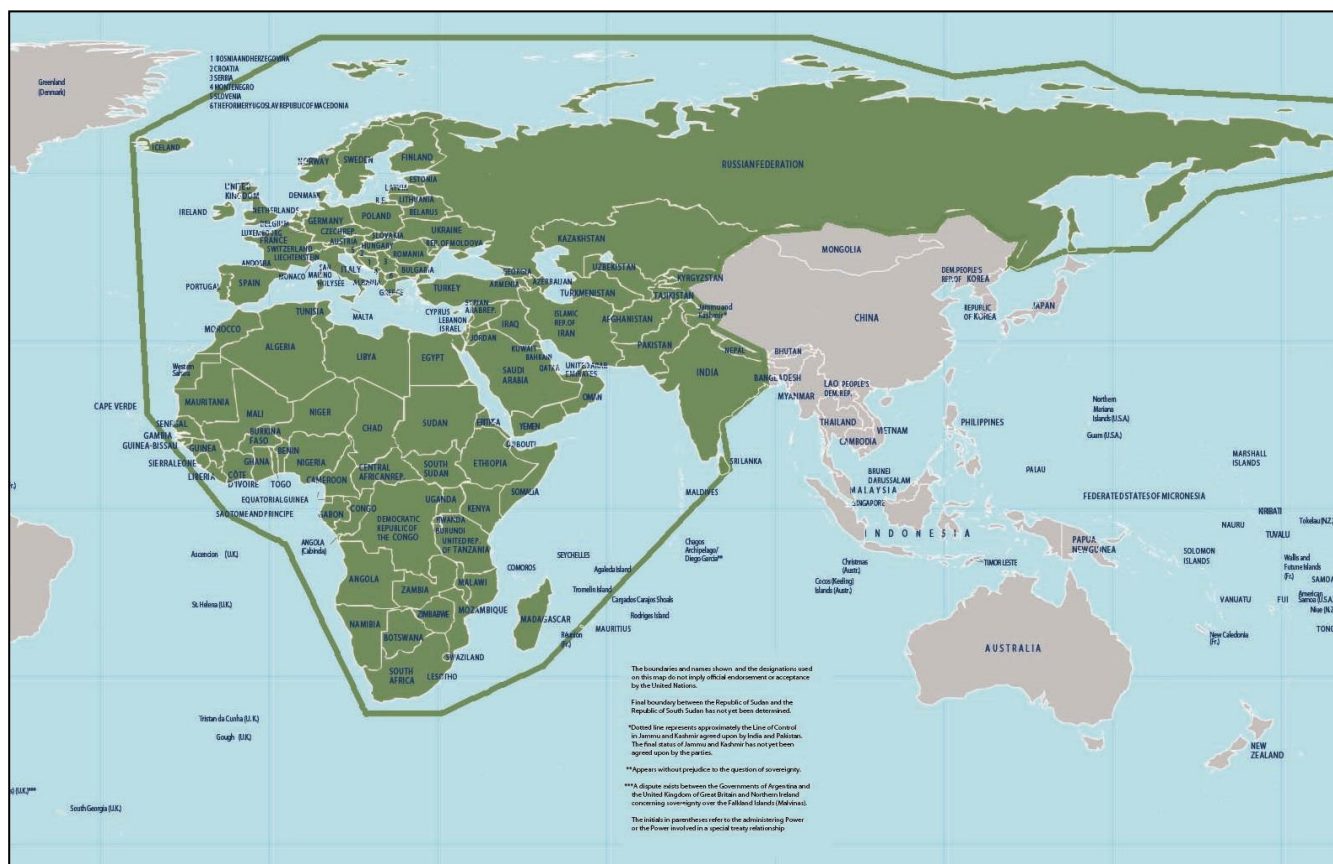 Greenland
(Denmark)
1 BOSNIAANDHERZEGOVINA
2 CROATIA
3 SERBIA
4 MONTENEGRO
5 SLOVENIA
6 THEFORMERYUGOSLAV REPUBLIC OF MACEDONIA
ICELAND
NORWAY
SWEDEN
FINLAND
RUSSIAN FEDERATION
ESTONIA
LATVIA
LITHUANIA
R.F.
BELARUS
UNITED
KINGDOM
DENMARK
IRELAND
NETHERLANDS
BELGIUM
LUXEMBOURG
GERMANY
POLAND
CZECH REP.
SLOVAKIA
UKRAINE
FRANCE
AUSTRIA
HUNGARY
REP. OF MOLDOVA
SWITZERLAND
LIECHTENSTEIN
ROMANIA
ANDORRA
MONACO
SAN
MARINO
HOLY SEE
ITALY
BULGARIA
ALBANIA
GREECE
PORTUGAL
SPAIN
MALTA
TURKEY
GEORGIA
ARMENIA
AZERBAIJAN
KAZAKHSTAN
UZBEKISTAN
TURKMENISTAN
KYRGYZSTAN
TAJIKISTAN
MONGOLIA
DEM. PEOPLE'S
REP. OF KOREA
REPUBLIC
OF KOREA
JAPAN
CHINA
CYPRUS
LEBANON
ISRAEL
SYRIAN
ARAB REP.
JORDAN
IRAQ
ISLAMIC
REP. OF
IRAN
AFGHANISTAN
Jammu and
Kashmir*
PAKISTAN
NEPAL
BHUTAN
INDIA
BANGLADESH
MYANMAR
LAO PEOPLE'S
DEM. REP.
THAILAND
VIETNAM
CAMBODIA
PHILIPPINES
KUWAIT
BAHRAIN
QATAR
UNITED ARAB
EMIRATES
SAUDI
ARABIA
OMAN
YEMEN
MOROCCO
TUNISIA
ALGERIA
LIBYA
EGYPT
Western
Sahara
CAPE VERDE
MAURITANIA
MALI
NIGER
CHAD
SUDAN
ERITREA
DJIBOUTI
SENEGAL
GAMBIA
GUINEA-BISSAU
GUINEA
SIERRA LEONE
LIBERIA
BURKINA
FASO
GHANA
CÔTE
D'IVOIRE
BENIN
TOGO
NIGERIA
CAMEROON
CENTRAL
AFRICAN REP.
SOUTH
SUDAN
ETHIOPIA
SOMALIA
EQUATORIAL GUINEA
SAO TOME AND PRINCIPE
GABON
CONGO
DEMOCRATIC
REPUBLIC OF
THE CONGO
UGANDA
KENYA
RWANDA
BURUNDI
UNITED REP.
OF TANZANIA
ANGOLA
(Cabinda)
ANGOLA
ZAMBIA
MALAWI
MOZAMBIQUE
ZIMBABWE
NAMIBIA
BOTSWANA
SOUTH
AFRICA
SWAZILAND
LESOTHO
MADAGASCAR
COMOROS
SEYCHELLES
Agaleda Island
Tromelin Island
Cargados Carajos Shoals
Rodriges Island
MAURITIUS
Réunion
(Fr.)
Ascencion (U.K.)
St. Helena (U.K.)
Tristan da Cunha (U. K.)
Gough (U.K.)
South Georgia (U.K.)
s) (U.K.)***
r.)
SRI LANKA
MALDIVES
Chagos
Archipelago/
Diego Garcia**
BRUNEI
DARUSSALAM
MALAYSIA
SINGAPORE
INDONESIA
Christmas
(Austr.)
Cocos (Keeling)
Islands (Austr.)
TIMOR LESTE
PAPUA
NEW GUINEA
AUSTRALIA
NEW
ZEALAND
Northern
Mariana
Islands (U.S.A.)
Guam (U.S.A.)
PALAU
FEDERATED STATES OF MICRONESIA
MARSHALL
ISLANDS
NAURU
KIRIBATI
TUVALU
Tokelau (N.Z.
SOLOMON
ISLANDS
Wallis and
Futune Islands
(Fr.)
SAMOA
American
Samoa (U.S.A.
VANUATU
FIJI
Niue (N.Z
New Caledonia
(Fr.)
TONG
The boundaries and names shown and the designations used
on this map do not imply official endorsement or acceptance
by the United Nations.
Final boundary between the Republic of Sudan and the
Republic of South Sudan has not yet been determined.
*Dotted line represents approximately the Line of Control
in Jammu and Kashmir agreed upon by India and Pakistan.
The final status of Jammu and Kashmir has not yet been
agreed upon by the parties.
**Appears without prejudice to the question of sovereignty.
***A dispute exists between the Governments of Argentina and
the United Kingdom of Great Britain and Northern Ireland
concerning sovereignty over the Falkland Islands (Malvinas).
The initials in parentheses refer to the administering Power
or the Power involved in a special treaty relationship